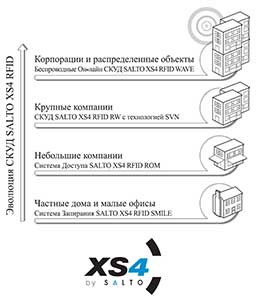 Эволюция СКУД SALTO XS4 RFID
Корпорации и распределенные объекты
Беспроводные On-лайн СКУД SALTO XS4 RFID WAVE
Крупные компании
СКУД SALTO XS4 RFID RW с технологией SVN
Небольшие компании
Система Доступа SALTO XS4 RFID ROM
Частные дома и малые офисы
Система Запирания SALTO XS4 RFID SMILE
XS4
by SALTO